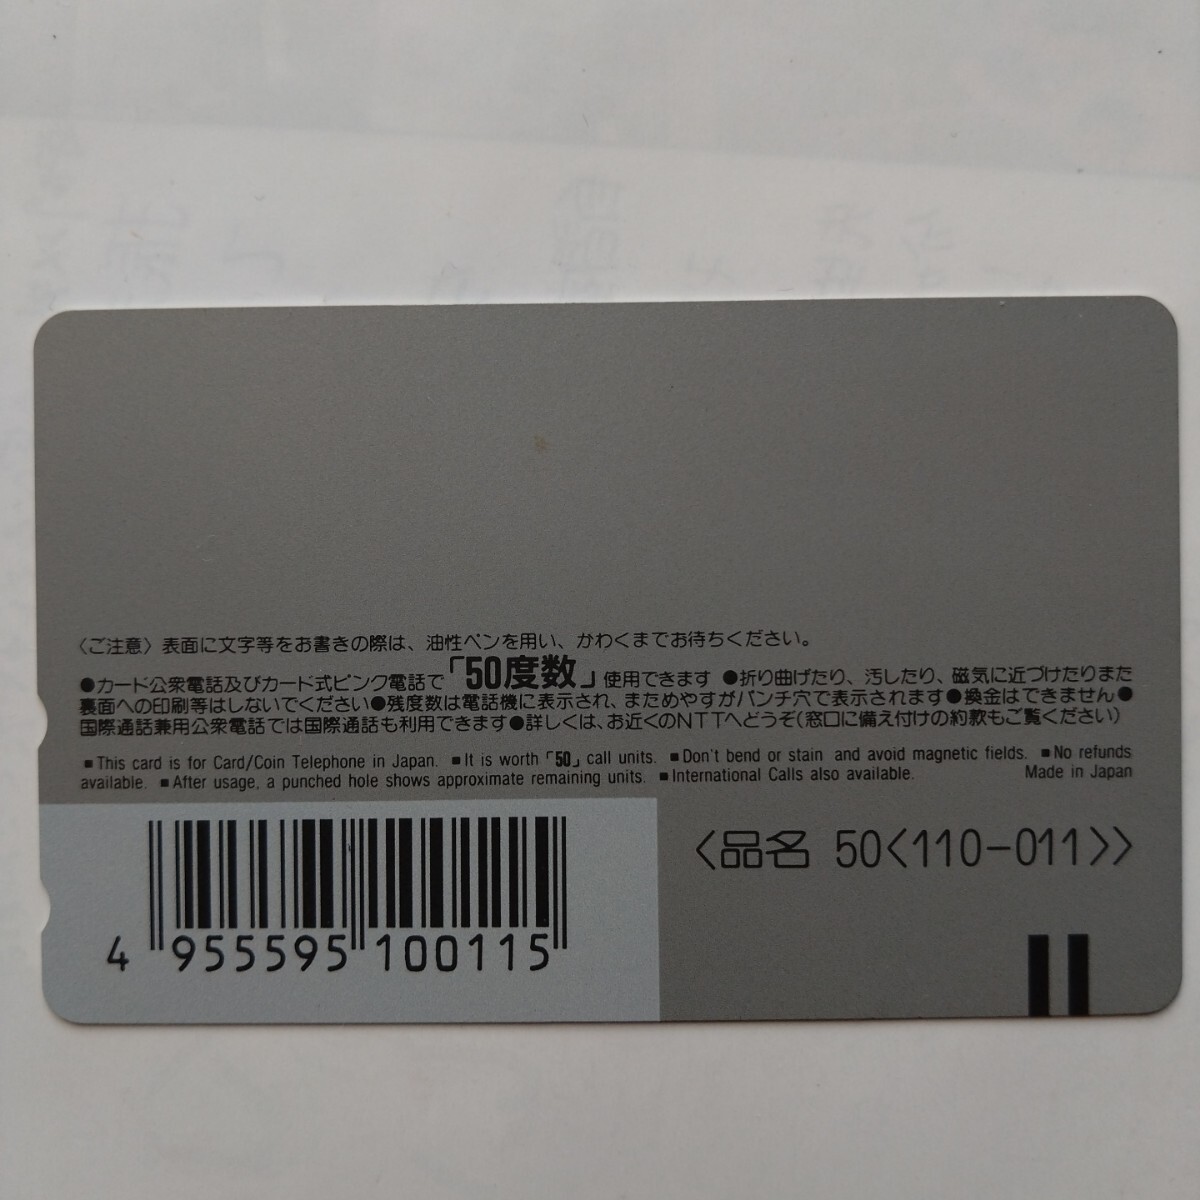 〈ご注意〉表面に文字等をお書きの際は、油性ペンを用い、かわくまでお待ちください。
●カード公衆電話及びカード式ピンク電話で「50度数」使用できます ●折り曲げたり、汚したり、磁気に近づけたりまた
裏面への印刷等はしないでください●残度数は電話機に表示され、まためやすがパンチ穴で表示されます●換金はできません●
国際通話兼用公衆電話では国際通話も利用できます●詳しくは、お近くのNTTへどうぞ(窓口に備え付けの約款もご覧ください)
■This card is for Card/Coin Telephone in Japan. ■It is worth「50」call units. ■Don't bend or stain and avoid magnetic fields. ■No refunds
available. ■After usage, a punched hole shows approximate remaining units. ■International Calls also available. Made in Japan
〈品名 50〈110-011〉〉
4 955595 100115